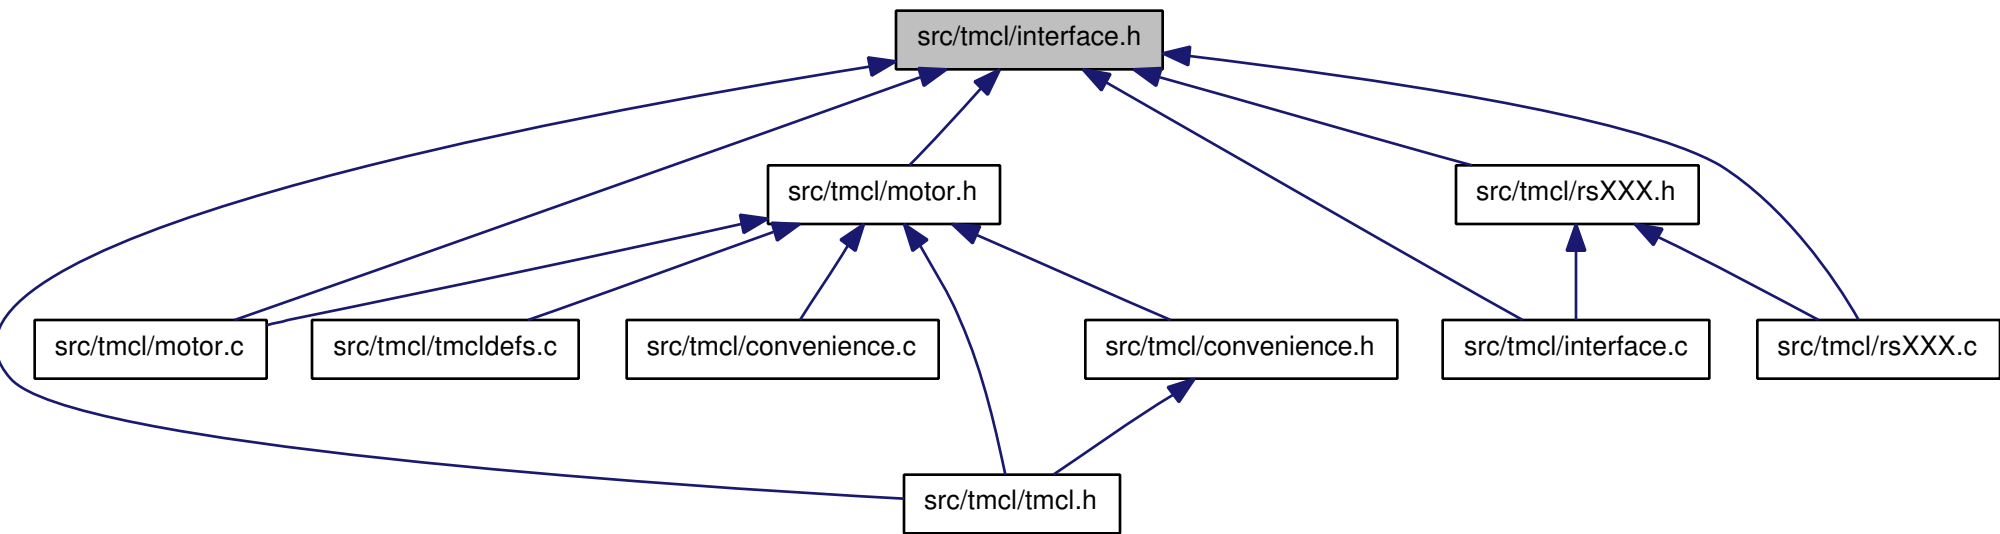 src/tmcl/interface.h
src/tmcl/motor.h
src/tmcl/rsXXX.h
src/tmcl/motor.c
src/tmcl/tmcldefs.c
src/tmcl/convenience.c
src/tmcl/convenience.h
src/tmcl/interface.c
src/tmcl/rsXXX.c
src/tmcl/tmcl.h